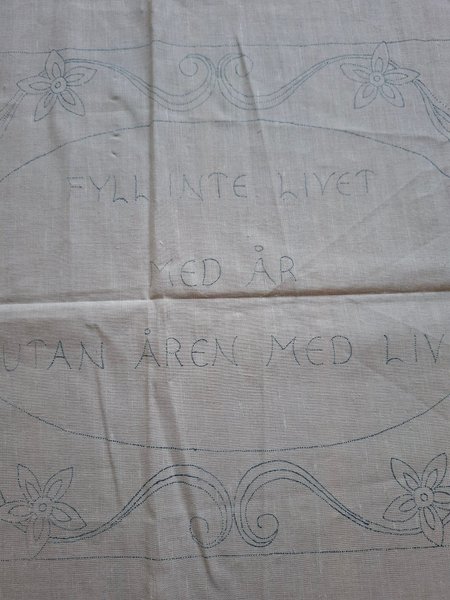 FYLL INTE LIVET
MED ÅR
UTAN ÅREN MED LIV